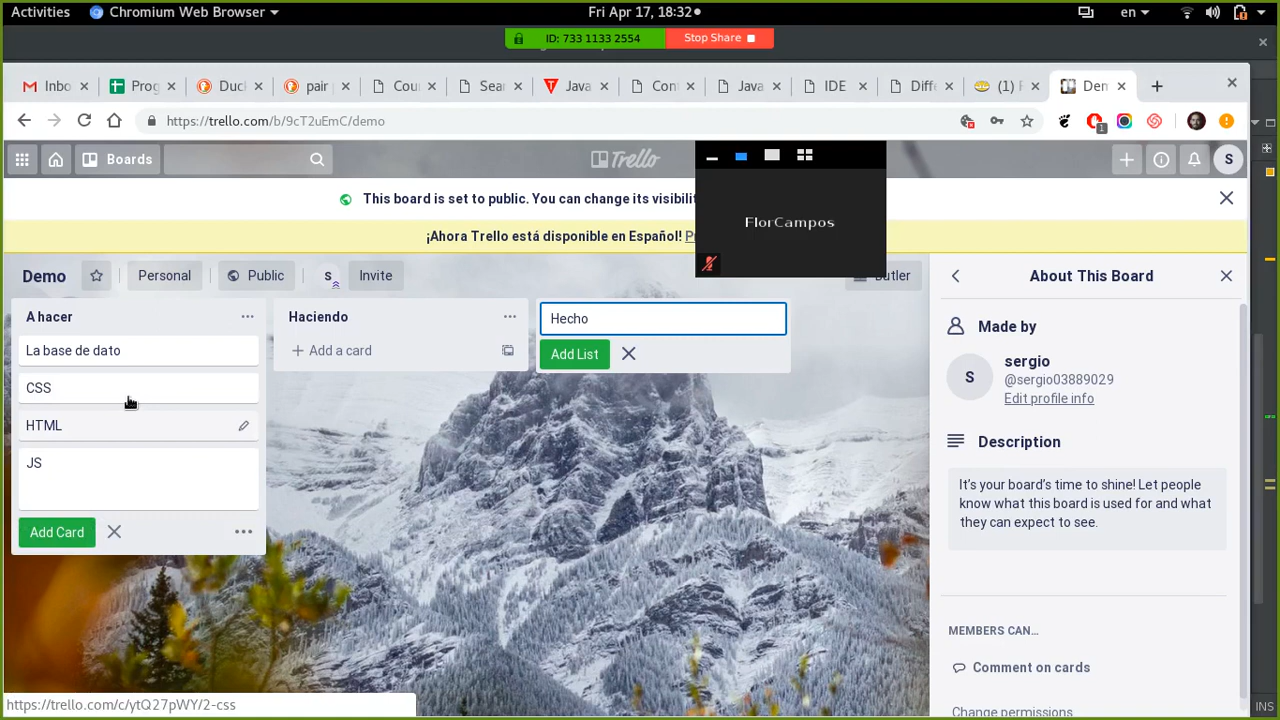 Activities Chromium Web Browser Fri Apr 17, 18:32 en
ID: 733 1133 2554 Stop Share
Inbo Prog Duck pair Cou Sear Java Con Java IDE Diffe (1) Den
https://trello.com/b/9cT2uEmC/demo 1
Boards Trello S
This board is set to public. You can change its visibilit
FlorCampos
¡Ahora Trello está disponible en Español!
Demo Personal Public S Invite Butler About This Board
A hacer Haciendo Hecho
Made by
La base de dato Add a card Add List
sergio
S @sergio03889029
CSS Edit profile info
HTML
Description
JS
It's your board's time to shine! Let people
know what this board is used for and what
they can expect to see.
Add Card
MEMBERS CAN…
Comment on cards
https://trello.com/c/ytQ27pWY/2-css Change permissions INS